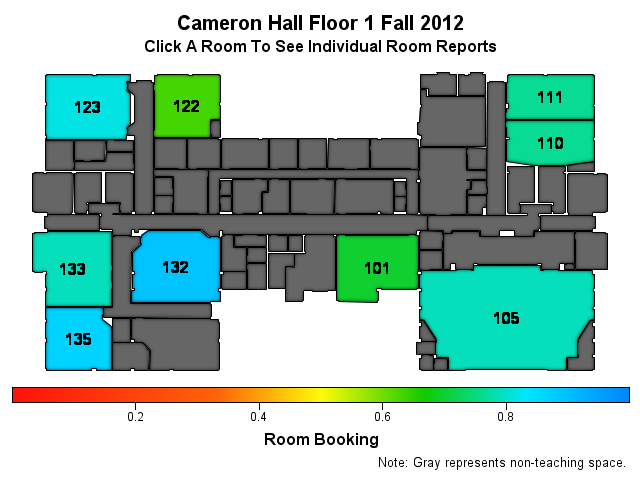 Cameron Hall Floor 1 Fall 2012
Click A Room To See Individual Room Reports
123
122
111
110
133
132
101
135
105
0.2 0.4 0.6 0.8
Room Booking
Note: Gray represents non-teaching space.